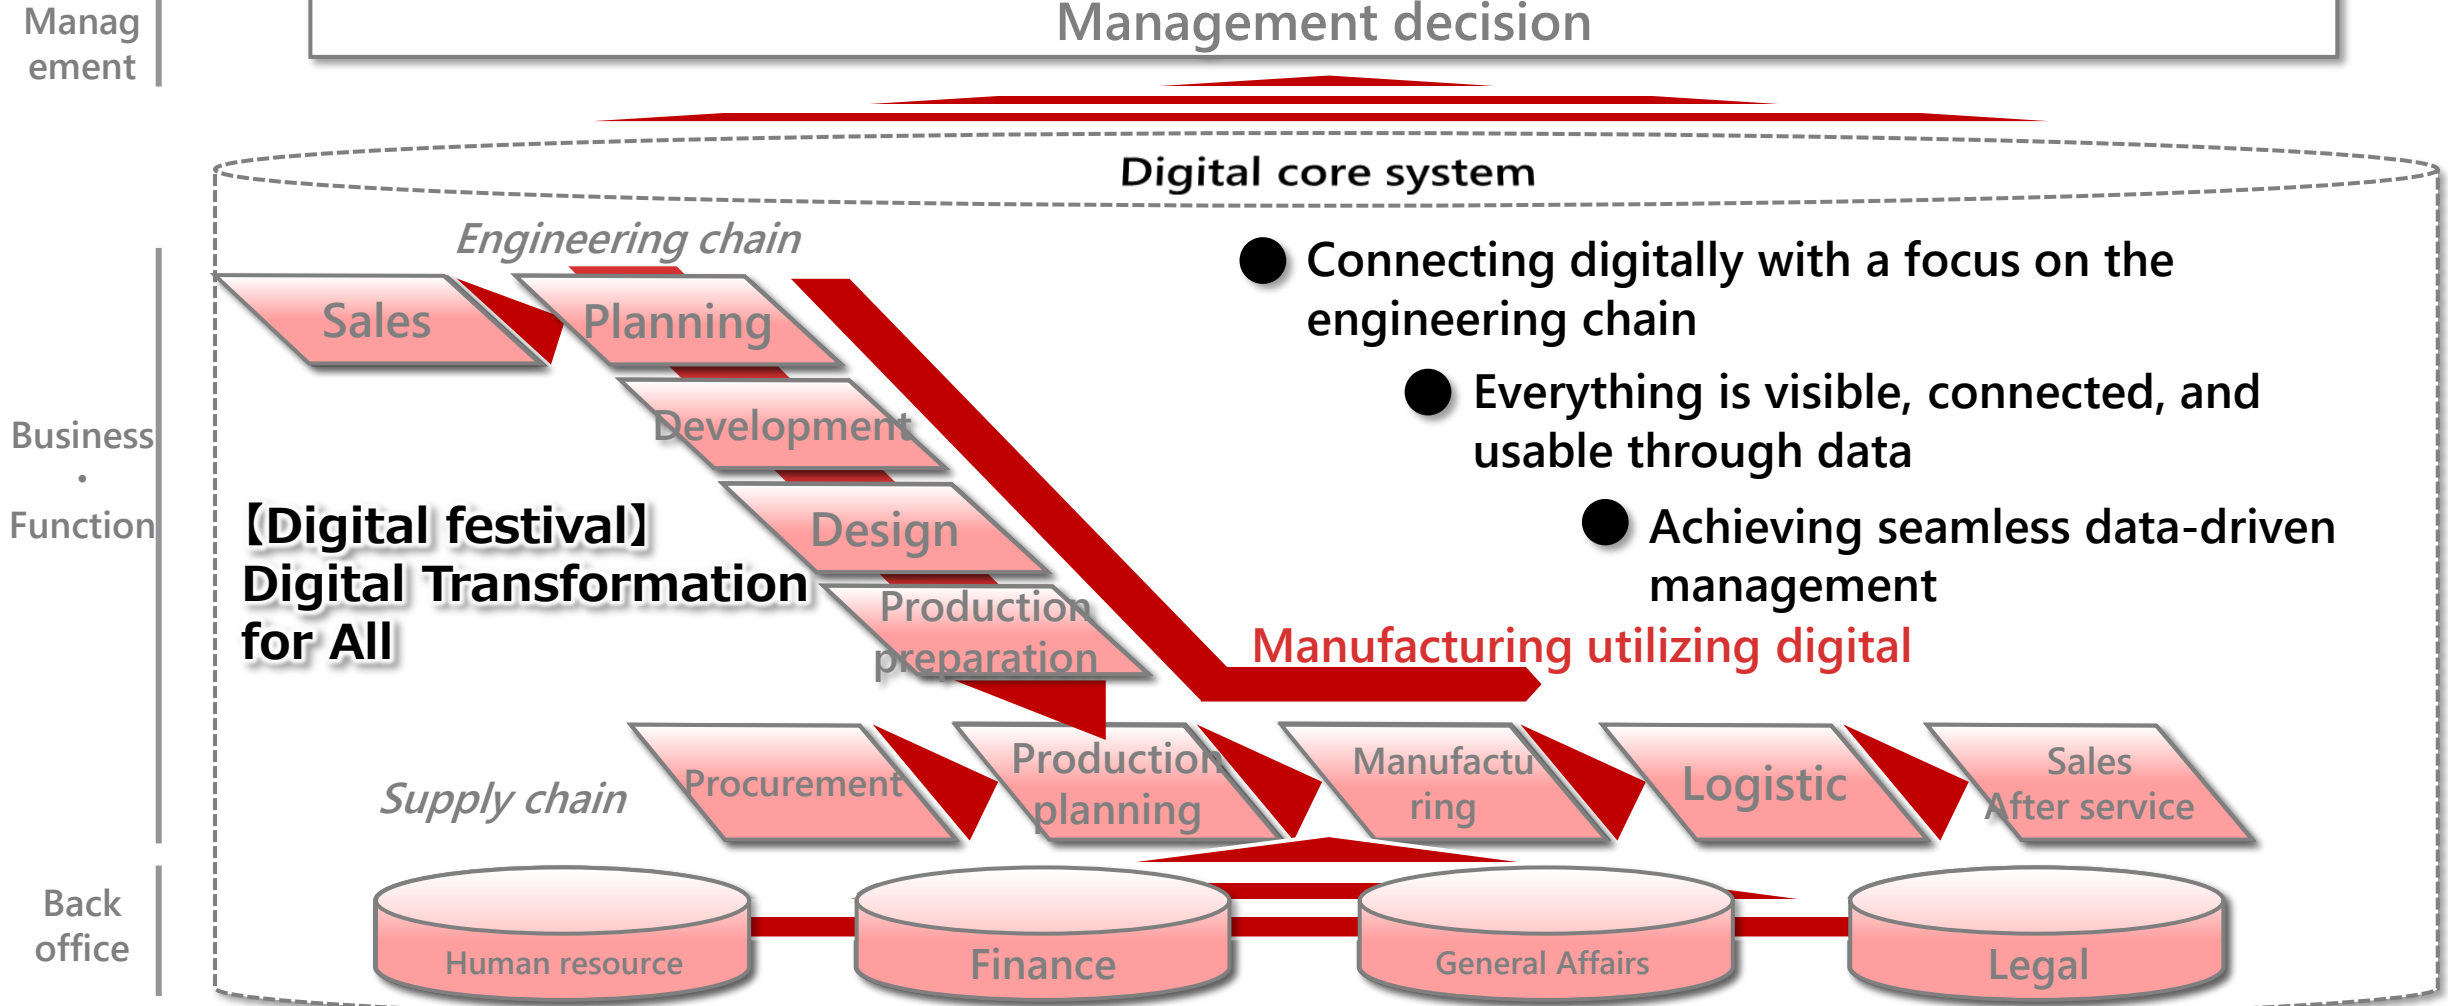 Manag
ement
Management decision
Digital core system
Engineering chain
Sales
Planning
Development
Design
Production
preparation
● Connecting digitally with a focus on the
engineering chain
● Everything is visible, connected, and
usable through data
● Achieving seamless data-driven
management
Manufacturing utilizing digital
Business
・
Function
【Digital festival】
Digital Transformation
for All
Supply chain
Procurement
Production
planning
Manufactu
ring
Logistic
Sales
After service
Back
office
Human resource
Finance
General Affairs
Legal